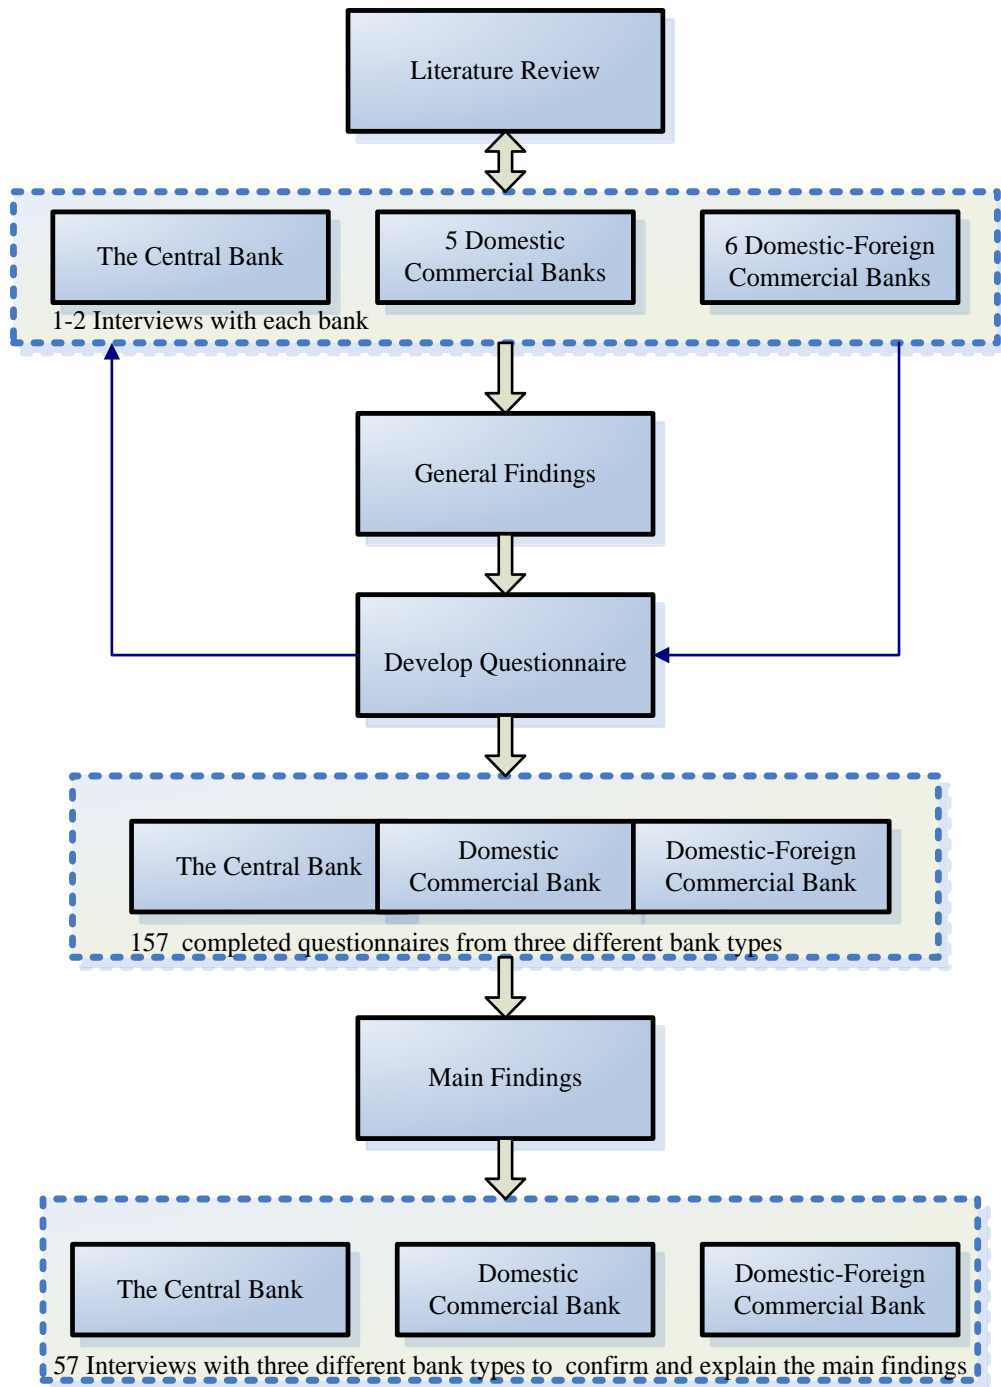 Literature Review
The Central Bank
5 Domestic
Commercial Banks
6 Domestic-Foreign
Commercial Banks
1-2 Interviews with each bank
General Findings
Develop Questionnaire
The Central Bank
Domestic
Commercial Bank
Domestic-Foreign
Commercial Bank
157 completed questionnaires from three different bank types
Main Findings
The Central Bank
Domestic
Commercial Bank
Domestic-Foreign
Commercial Bank
57 Interviews with three different bank types to confirm and explain the main findings